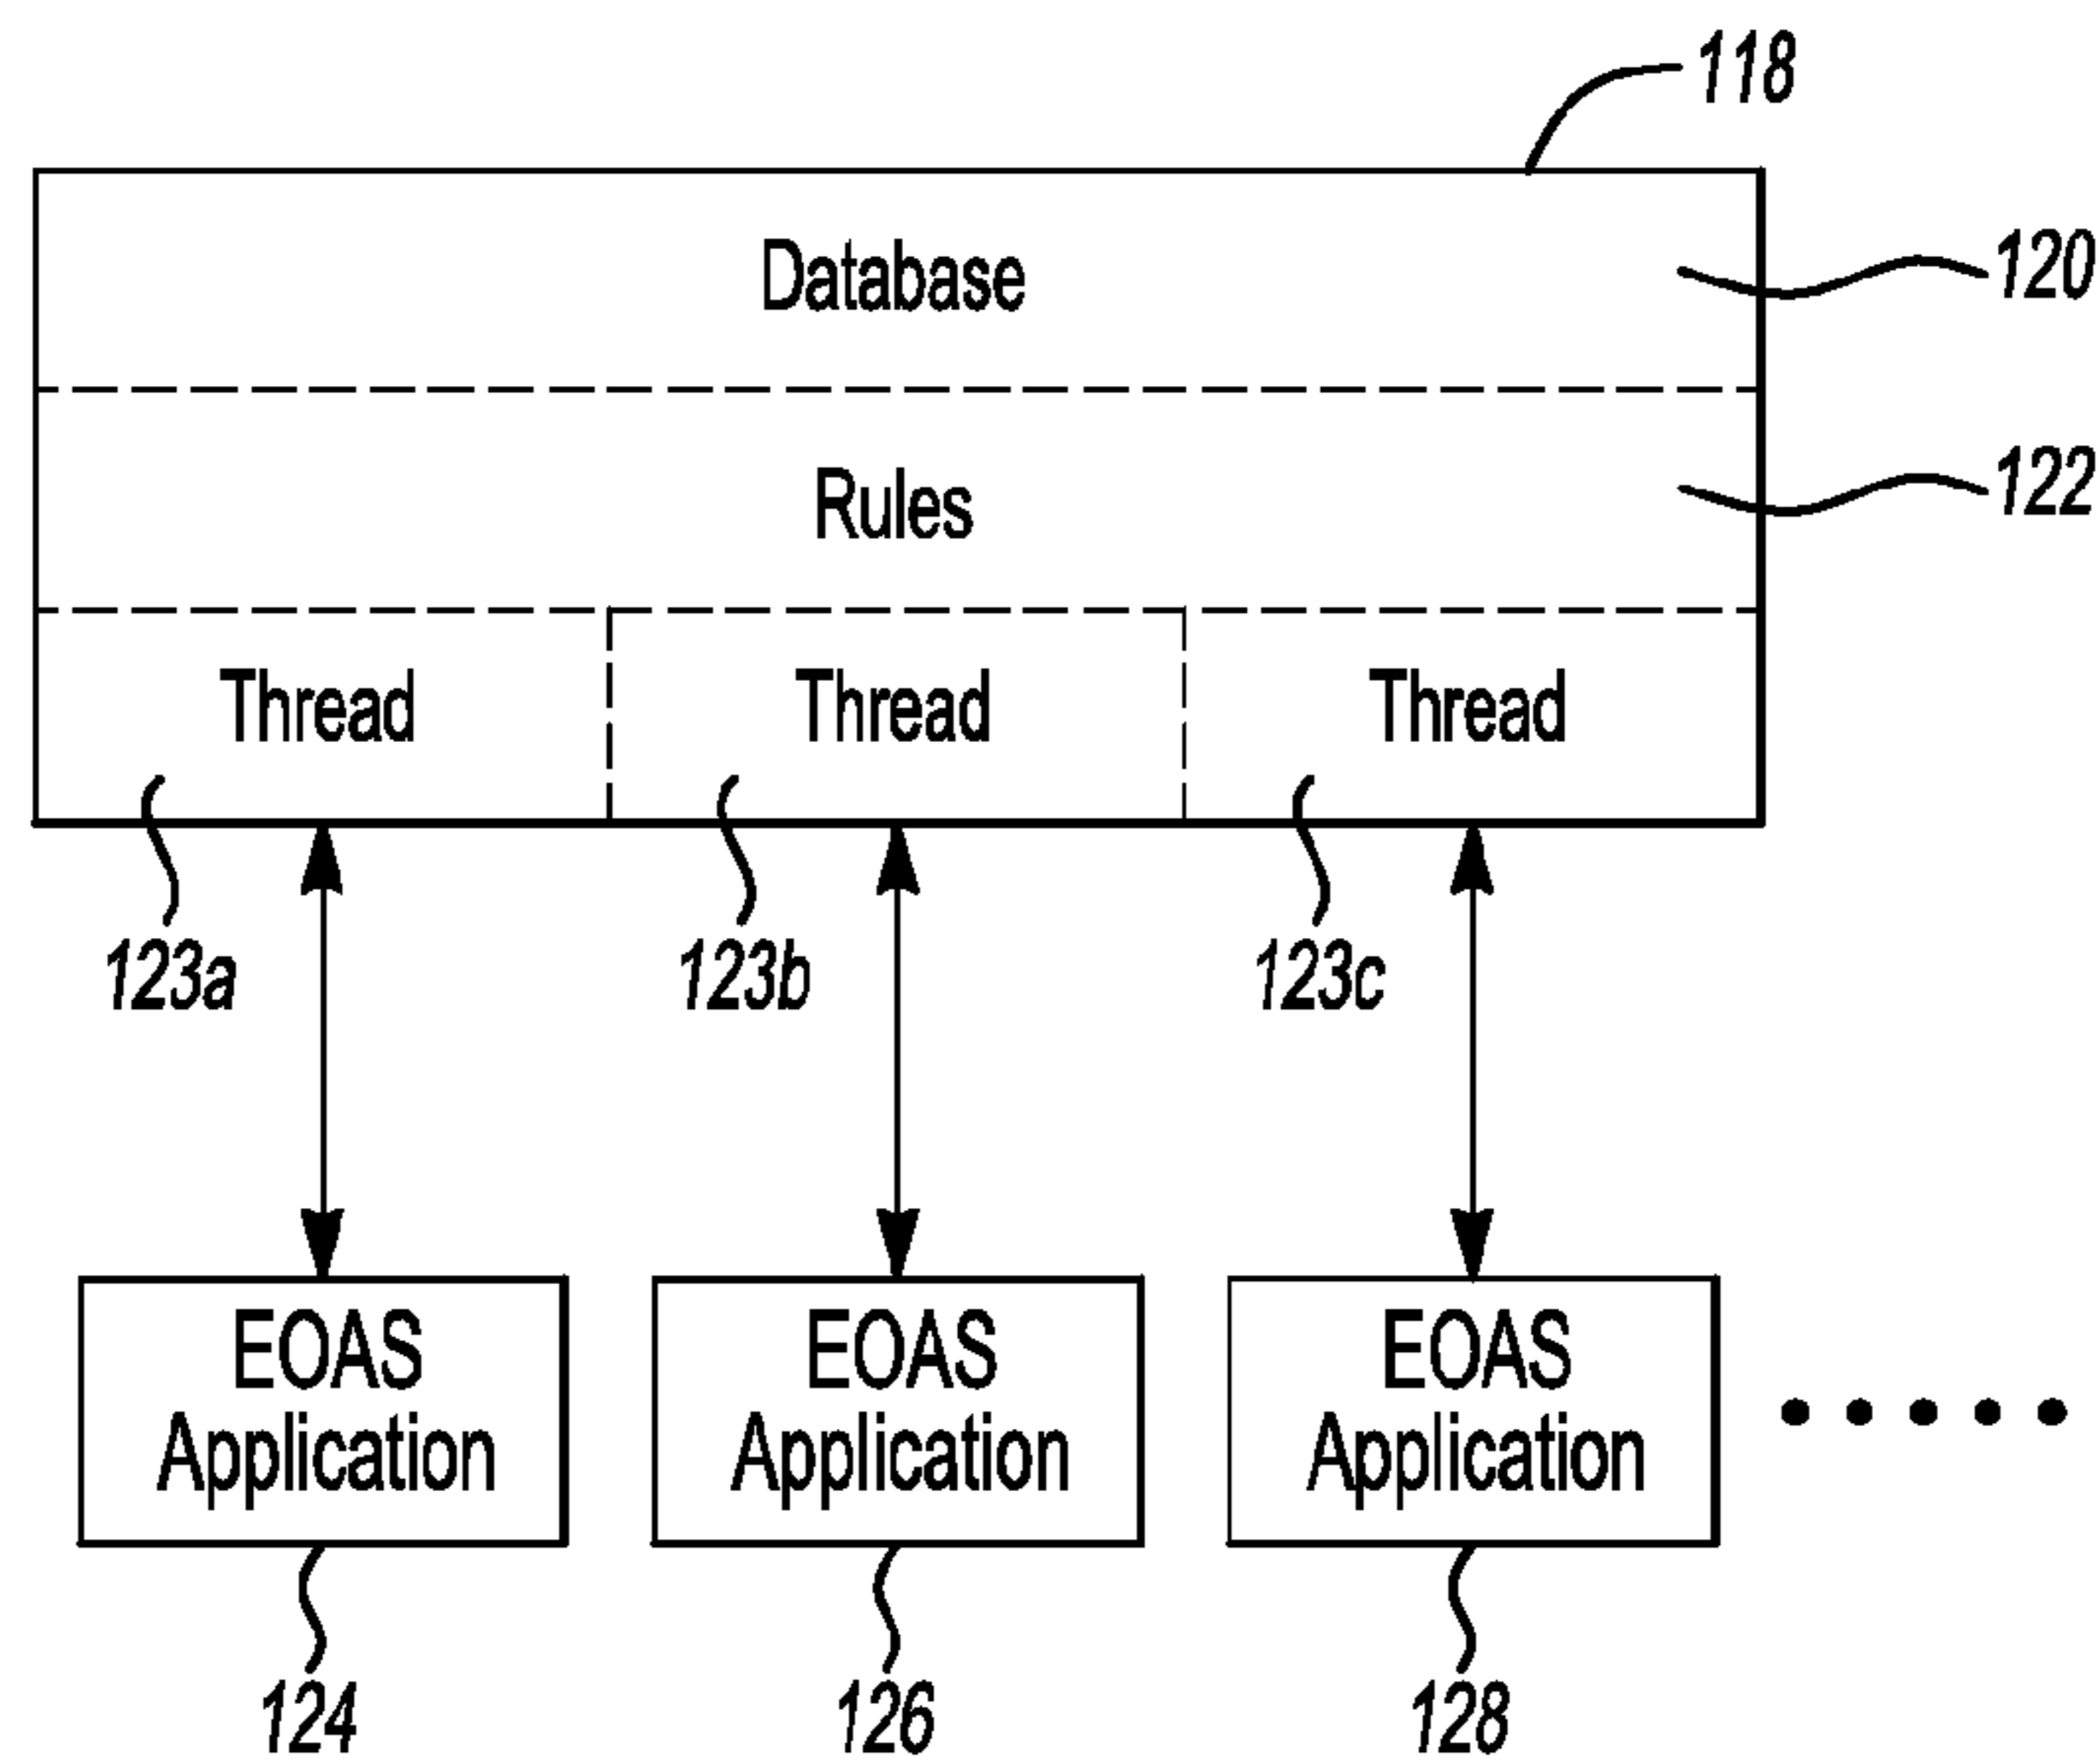 118
Database
120
Rules
122
Thread Thread Thread
123a 123b 123c
EOAS EOAS EOAS
Application Application Application
124 126 128